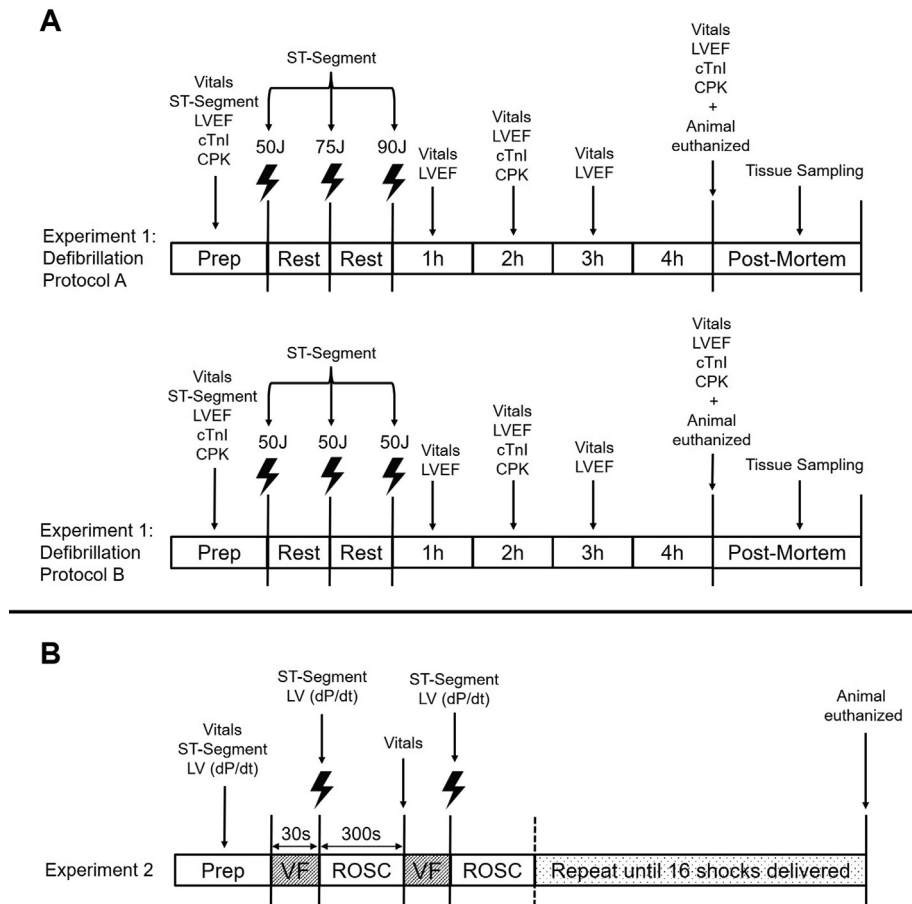 A
ST-Segment
Vitals
ST-Segment
LVEF
cTnI
CPK
50J
75J
90J
Vitals
LVEF
Vitals
LVEF
cTnI
CPK
Vitals
LVEF
Vitals
LVEF
cTnI
CPK
+
Animal
euthanized
Tissue Sampling
Experiment 1:
Defibrillation
Protocol A
Prep
Rest
Rest
1h
2h
3h
4h
Post-Mortem
ST-Segment
Vitals
ST-Segment
LVEF
cTnI
CPK
50J
50J
50J
Vitals
LVEF
Vitals
LVEF
cTnI
CPK
Vitals
LVEF
Vitals
LVEF
cTnI
CPK
+
Animal
euthanized
Tissue Sampling
Experiment 1:
Defibrillation
Protocol B
Prep
Rest
Rest
1h
2h
3h
4h
Post-Mortem
B
Vitals
ST-Segment
LV (dP/dt)
ST-Segment
LV (dP/dt)
Vitals
ST-Segment
LV (dP/dt)
Animal
euthanized
30s
300s
Experiment 2
Prep
VF
ROSC
VF
ROSC
Repeat until 16 shocks delivered